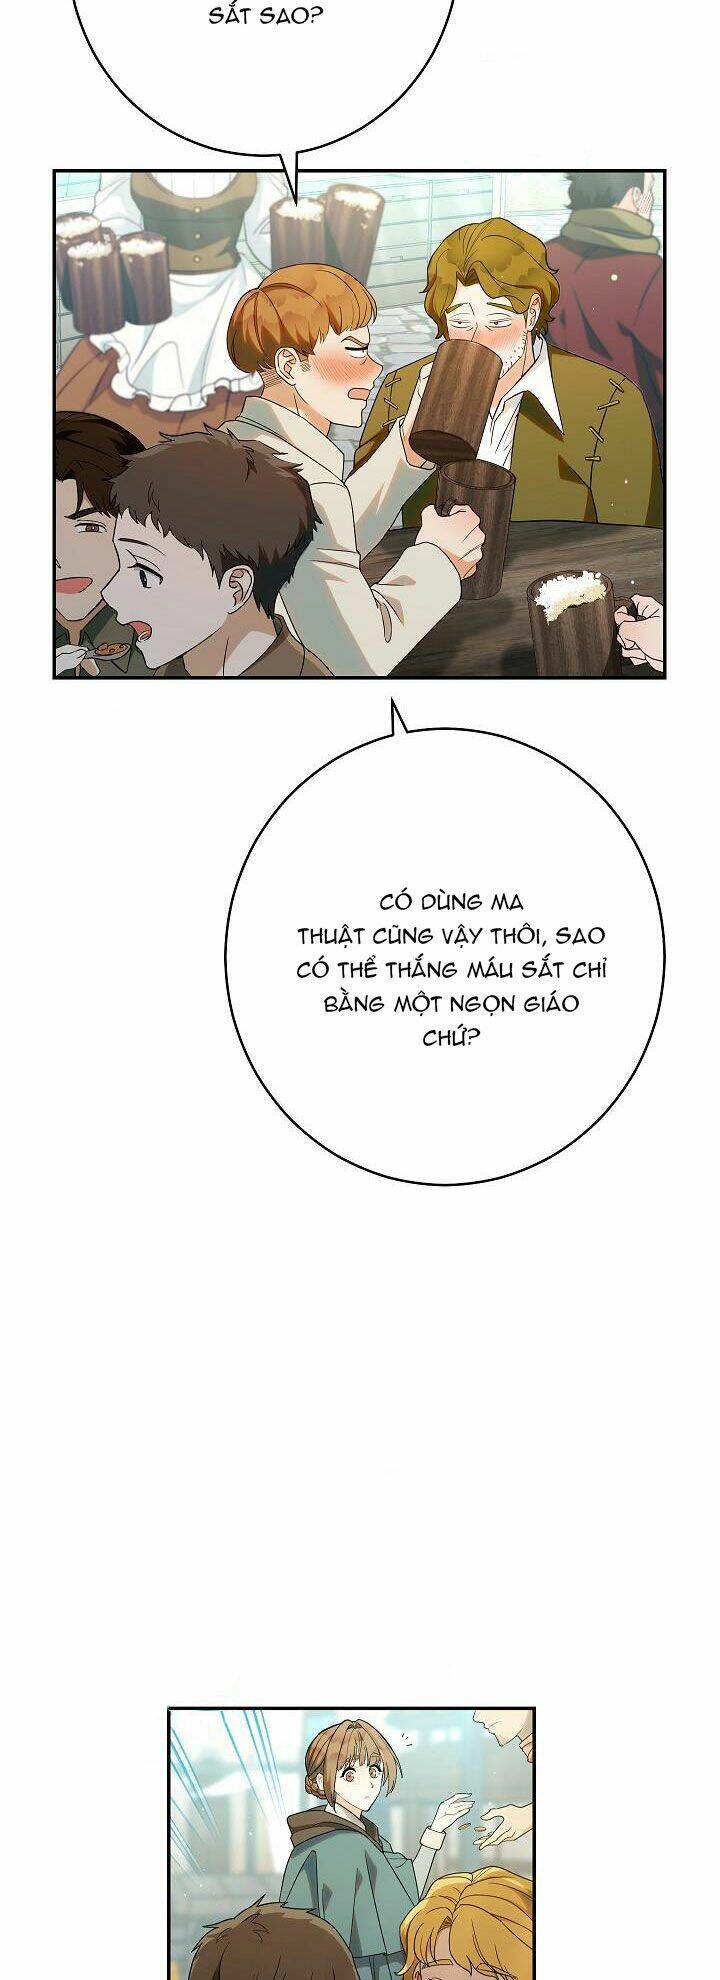 SẮT SAO?
CÓ DÙNG MA
THUẬT CŨNG VẬY THÔI, SAO
CÓ THỂ THẮNG MÁU SẮT CHỈ
BẰNG MỘT NGỌN GIÁO
CHỨ?